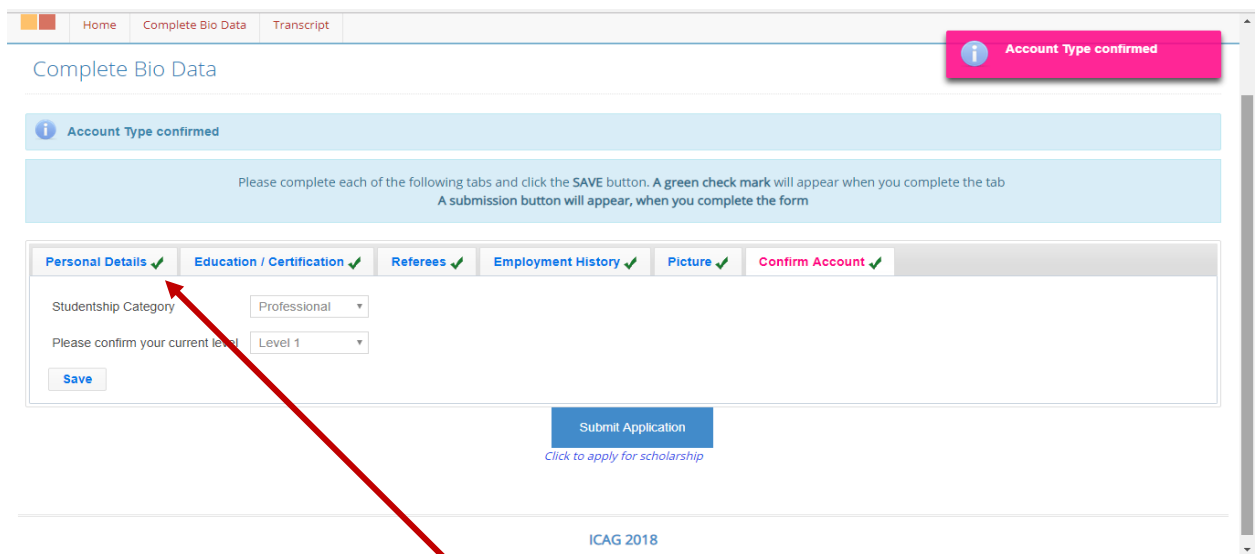 Home Complete Bio Data Transcript
Account Type confirmed
Complete Bio Data
Account Type confirmed
Please complete each of the following tabs and click the SAVE button. A green check mark will appear when you complete the tab
A submission button will appear, when you complete the form
Personal Details Education / Certification Referees Employment History Picture Confirm Account
Studentship Category Professional
Please confirm your current level Level 1
Save
Submit Application
Click to apply for scholarship
ICAG 2018